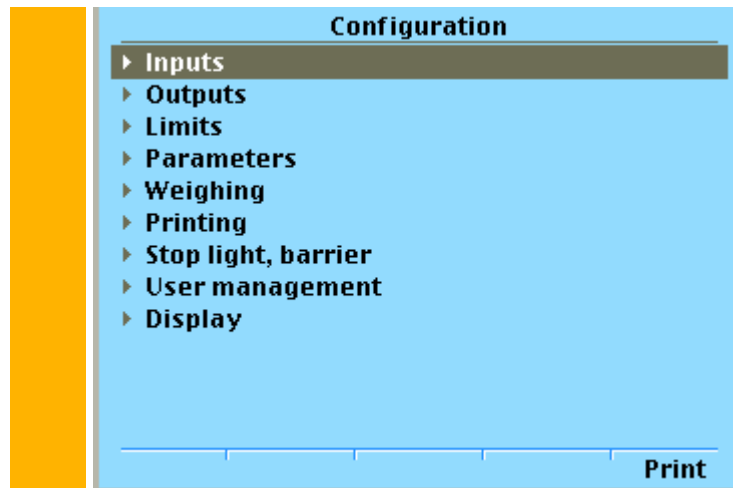 Configuration
Inputs
Outputs
Limits
Parameters
Weighing
Printing
Stop light, barrier
User management
Display
Print